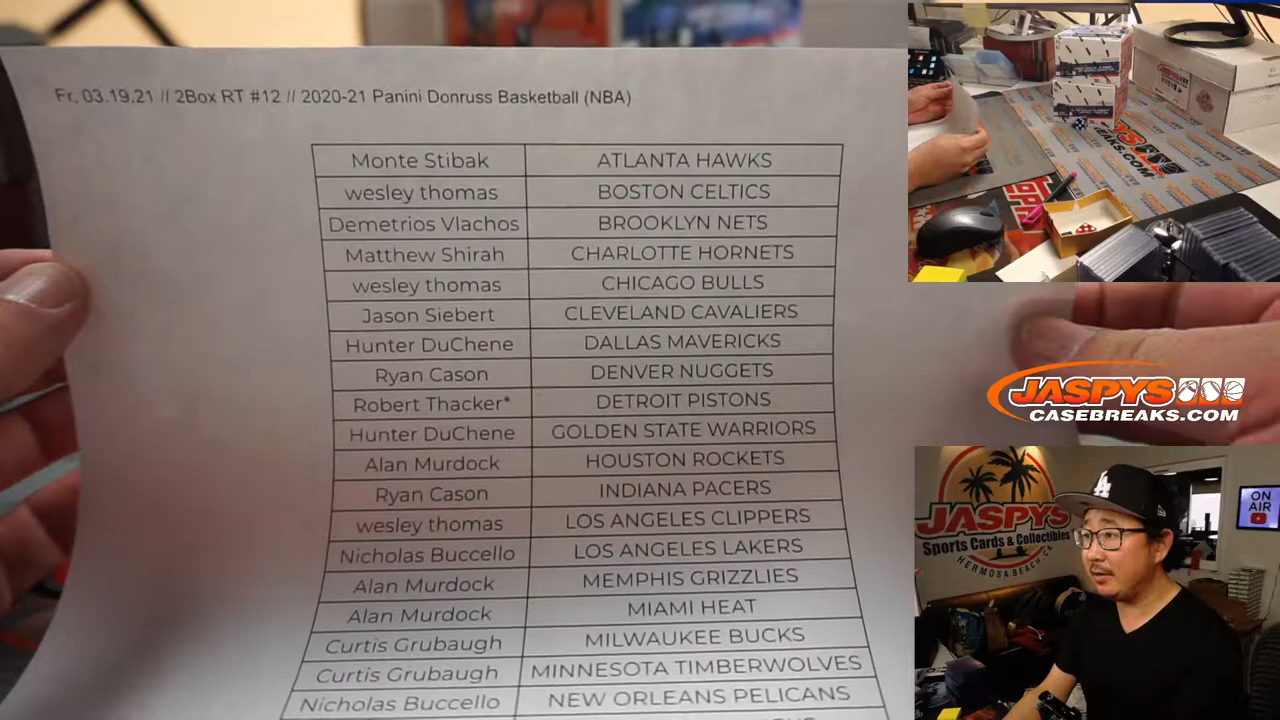 Fr, 03.19.21 // 2Box RT #12 // 2020-21 Panini Donruss Basketball (NBA)
Monte Stibak ATLANTA HAWKS
wesley thomas BOSTON CELTICS
Demetrios Vlachos BROOKLYN NETS
Matthew Shirah CHARLOTTE HORNETS
wesley thomas CHICAGO BULLS
Jason Siebert CLEVELAND CAVALIERS
Hunter DuChene DALLAS MAVERICKS
Ryan Cason DENVER NUGGETS
Robert Thacker* DETROIT PISTONS
Hunter DuChene GOLDEN STATE WARRIORS
Alan Murdock HOUSTON ROCKETS
Ryan Cason INDIANA PACERS
wesley thomas LOS ANGELES CLIPPERS
Nicholas Buccello LOS ANGELES LAKERS
Alan Murdock MEMPHIS GRIZZLIES
Alan Murdock MIAMI HEAT
Curtis Grubaugh MILWAUKEE BUCKS
Curtis Grubaugh MINNESOTA TIMBERWOLVES
Nicholas Buccello NEW ORLEANS PELICANS
JASPYS
CASEBREAKS.COM
JASPYS
CASEBREAKS.COM
JASPYS
Sports Cards & Collectibles
HERMOSA BEACH, CA
LA
ON
AIR